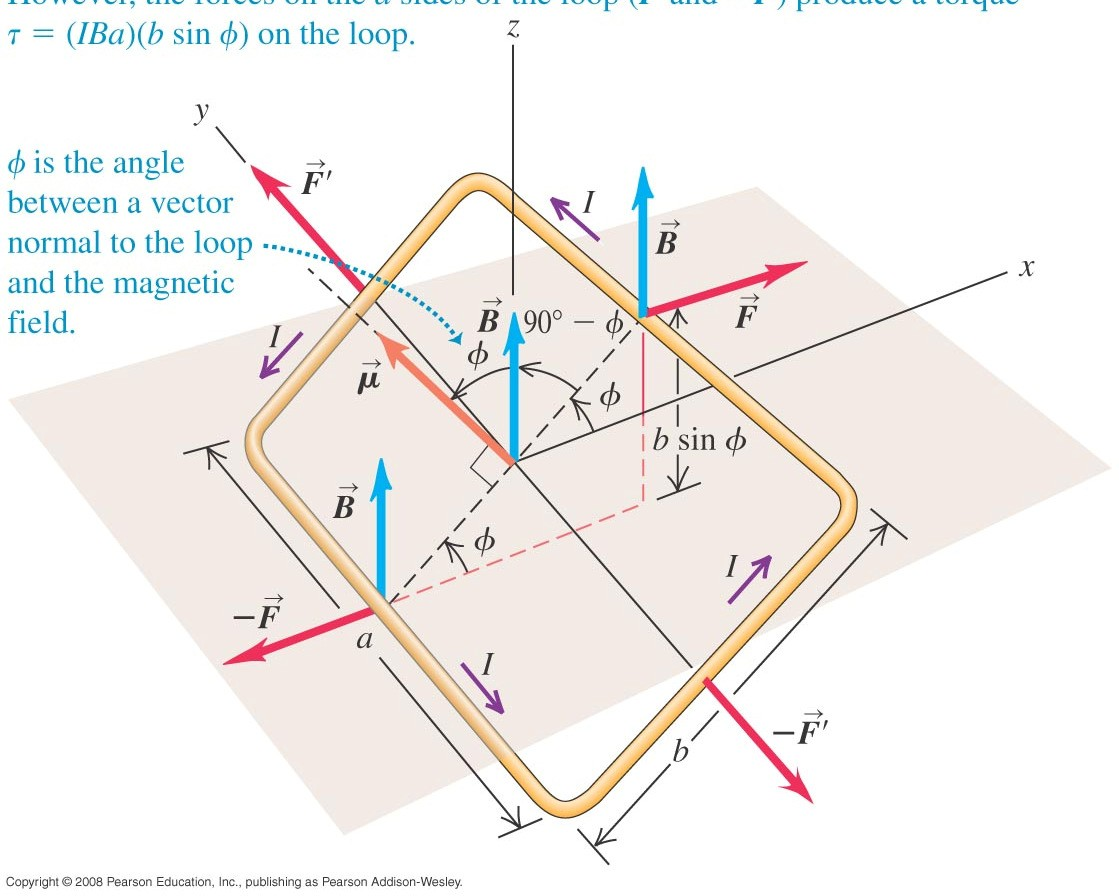 τ = (IBa)(b sin ϕ) on the loop.
z
y
ϕ is the angle
between a vector
normal to the loop
and the magnetic
field.
F⃗′
I
B⃗
x
F⃗
B⃗
90° − ϕ
ϕ
I
μ⃗
ϕ
b sin ϕ
B⃗
ϕ
I
−F⃗
a
I
−F⃗′
b
Copyright © 2008 Pearson Education, Inc., publishing as Pearson Addison-Wesley.